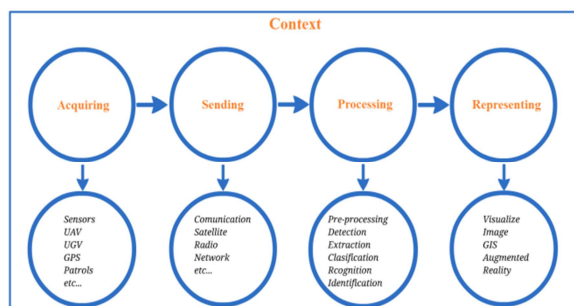 Context
Acquiring
Sending
Processing
Representing
Sensors
UAV
UGV
GPS
Patrols
etc...
Comunication
Satellite
Radio
Network
etc...
Pre-processing
Detection
Extraction
Clasification
Rcognition
Identification
Visualize
Image
GIS
Augmented
Reality